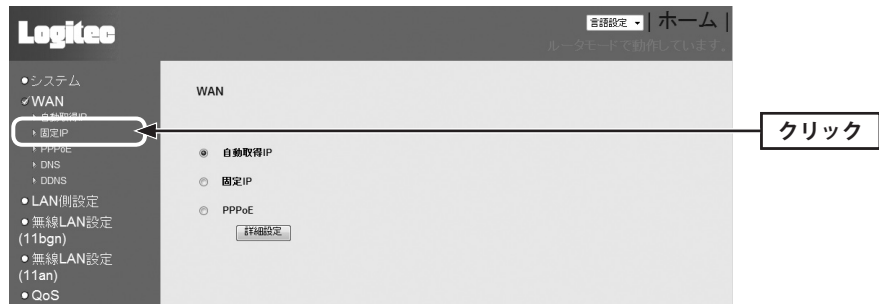 Logitec
言語設定
| ホーム |
ルータモードで動作しています。
システム
WAN
自動取得IP
固定IP
PPPoE
DNS
DDNS
LAN側設定
無線LAN設定
(11bgn)
無線LAN設定
(11an)
QoS
WAN
自動取得IP
固定IP
PPPoE
詳細設定
クリック